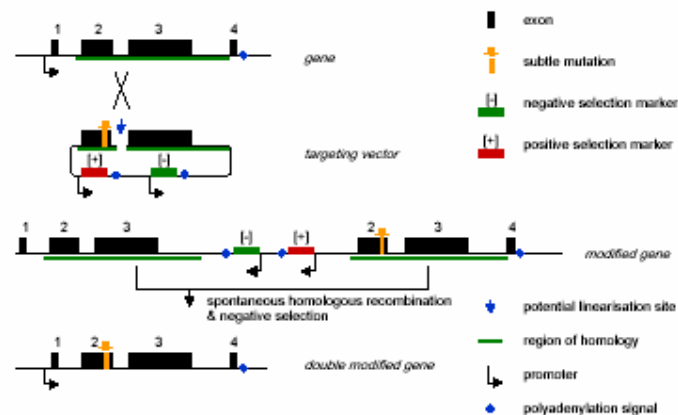 1 2 3 4
gene
[+] [-]
targeting vector
1 2 3 [-] [+] 2 3 4
modified gene
spontaneous homologous recombination
& negative selection
1 2 3 4
double modified gene
exon
subtle mutation
[-]
negative selection marker
[+]
positive selection marker
potential linearisation site
region of homology
promoter
polyadenylation signal